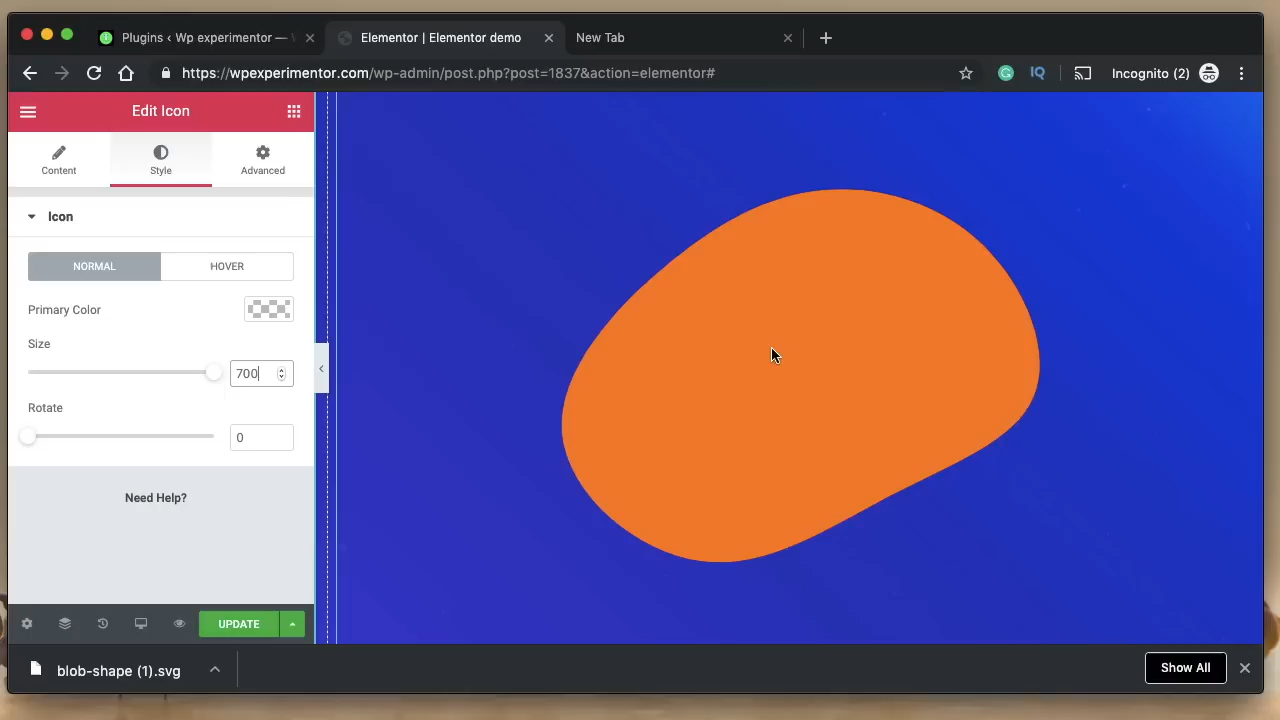 Plugins ‹ Wp experimentor —
Elementor | Elementor demo
New Tab
https://wpexperimentor.com/wp-admin/post.php?post=1837&action=elementor#
IQ
Incognito (2)
Edit Icon
Content
Style
Advanced
Icon
NORMAL
HOVER
Primary Color
Size
700
Rotate
0
Need Help?
UPDATE
blob-shape (1).svg
Show All